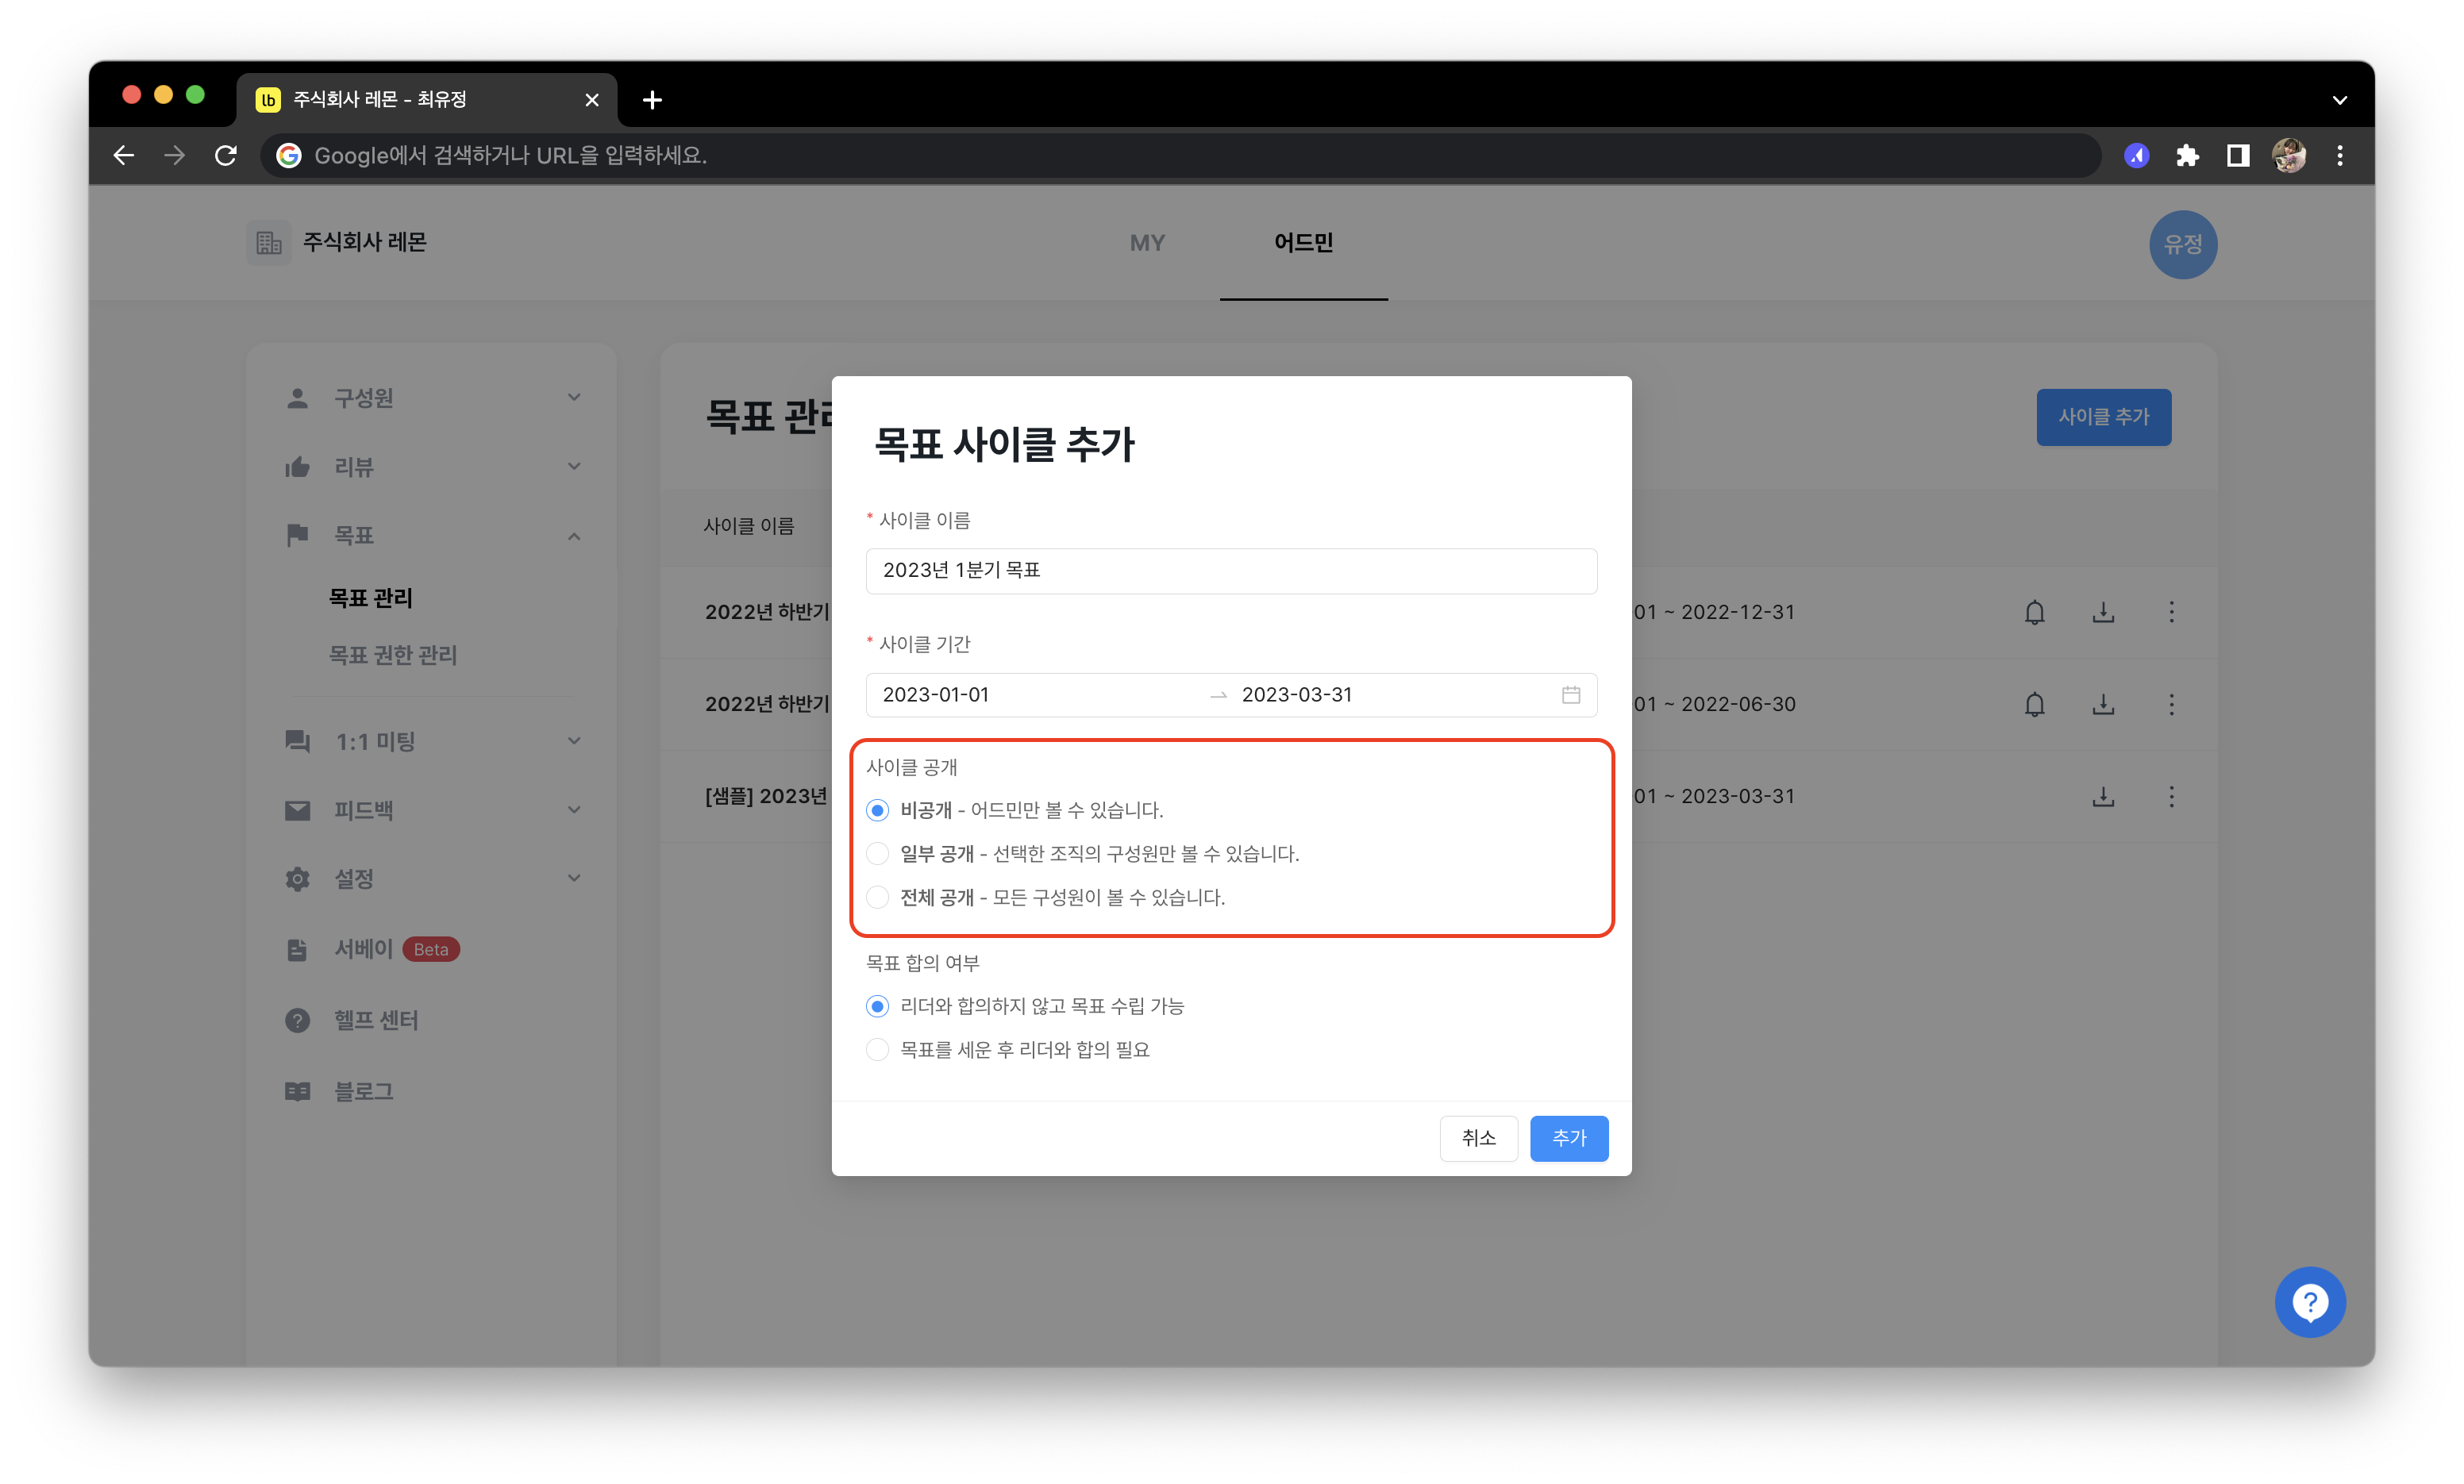 lb 주식회사 레몬 - 최유정
Google에서 검색하거나 URL을 입력하세요.
주식회사 레몬
MY
어드민
유정
구성원
리뷰
목표
목표 관리
목표 권한 관리
1:1 미팅
피드백
설정
서베이 Beta
헬프 센터
블로그
목표 관리
사이클 추가
사이클 이름
2022년 하반기
01 ~ 2022-12-31
2022년 하반기
01 ~ 2022-06-30
[샘플] 2023년
01 ~ 2023-03-31
목표 사이클 추가
* 사이클 이름
2023년 1분기 목표
* 사이클 기간
2023-01-01 → 2023-03-31
사이클 공개
비공개 - 어드민만 볼 수 있습니다.
일부 공개 - 선택한 조직의 구성원만 볼 수 있습니다.
전체 공개 - 모든 구성원이 볼 수 있습니다.
목표 합의 여부
리더와 합의하지 않고 목표 수립 가능
목표를 세운 후 리더와 합의 필요
취소
추가